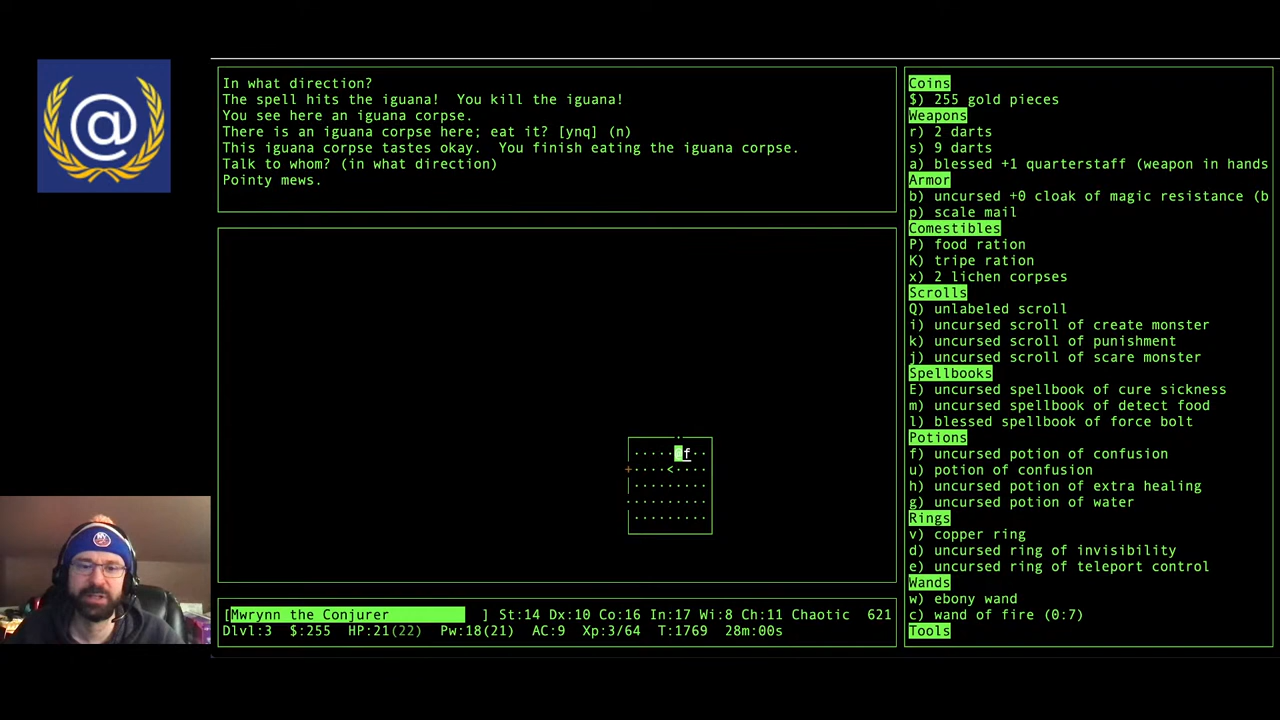 In what direction?
The spell hits the iguana!  You kill the iguana!
You see here an iguana corpse.
There is an iguana corpse here; eat it? [ynq] (n)
This iguana corpse tastes okay.  You finish eating the iguana corpse.
Talk to whom? (in what direction)
Pointy mews.
@
·····@f··
+····<····
·········
··········
·········
[Mwrynn the Conjurer          ] St:14 Dx:10 Co:16 In:17 Wi:8 Ch:11 Chaotic  621
Dlvl:3  $:255  HP:21(22)  Pw:18(21)  AC:9  Xp:3/64  T:1769  28m:00s
Coins
$) 255 gold pieces
Weapons
r) 2 darts
s) 9 darts
a) blessed +1 quarterstaff (weapon in hands
Armor
b) uncursed +0 cloak of magic resistance (b
p) scale mail
Comestibles
P) food ration
K) tripe ration
x) 2 lichen corpses
Scrolls
Q) unlabeled scroll
i) uncursed scroll of create monster
k) uncursed scroll of punishment
j) uncursed scroll of scare monster
Spellbooks
E) uncursed spellbook of cure sickness
m) uncursed spellbook of detect food
l) blessed spellbook of force bolt
Potions
f) uncursed potion of confusion
u) potion of confusion
h) uncursed potion of extra healing
g) uncursed potion of water
Rings
v) copper ring
d) uncursed ring of invisibility
e) uncursed ring of teleport control
Wands
w) ebony wand
c) wand of fire (0:7)
Tools